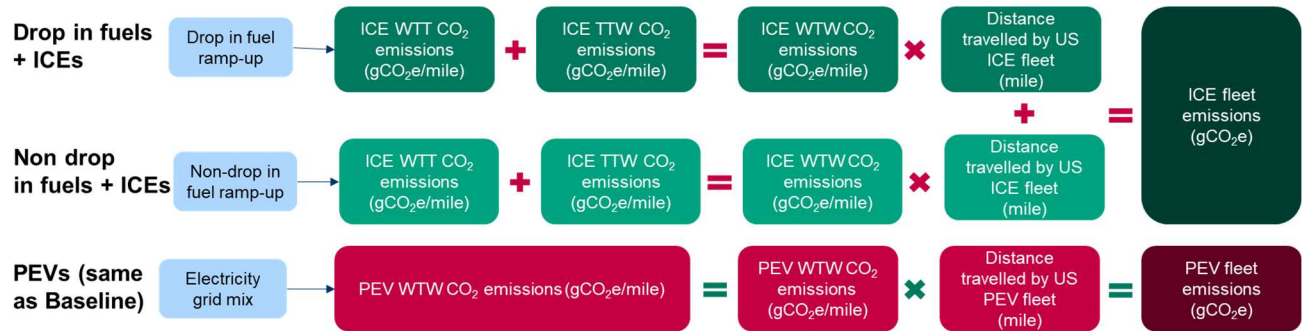 Drop in fuels
+ ICEs
Drop in fuel
ramp-up
ICE WTT CO₂
emissions
(gCO₂e/mile)
+
ICE TTW CO₂
emissions
(gCO₂e/mile)
=
ICE WTW CO₂
emissions
(gCO₂e/mile)
×
Distance
travelled by US
ICE fleet
(mile)
+
=
ICE fleet
emissions
(gCO₂e)
Non drop
in fuels + ICEs
Non-drop in
fuel ramp-up
ICE WTT CO₂
emissions
(gCO₂e/mile)
+
ICE TTW CO₂
emissions
(gCO₂e/mile)
=
ICE WTW CO₂
emissions
(gCO₂e/mile)
×
Distance
travelled by US
ICE fleet
(mile)
PEVs (same
as Baseline)
Electricity
grid mix
PEV WTW CO₂ emissions (gCO₂e/mile)
=
PEV WTW CO₂
emissions
(gCO₂e/mile)
×
Distance
travelled by US
PEV fleet
(mile)
=
PEV fleet
emissions
(gCO₂e)